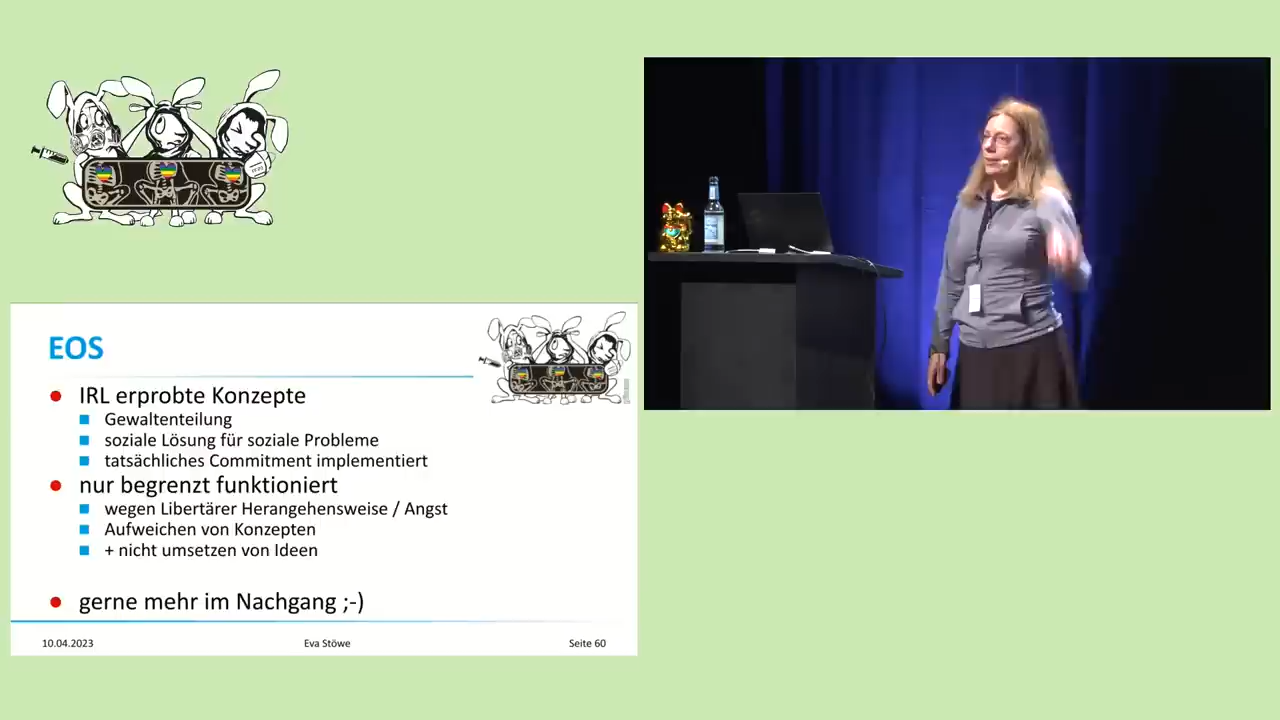 EOS
IRL erprobte Konzepte
Gewaltenteilung
soziale Lösung für soziale Probleme
tatsächliches Commitment implementiert
nur begrenzt funktioniert
wegen Libertärer Herangehensweise / Angst
Aufweichen von Konzepten
+ nicht umsetzen von Ideen
gerne mehr im Nachgang ;-)
10.04.2023
Eva Stöwe
Seite 60